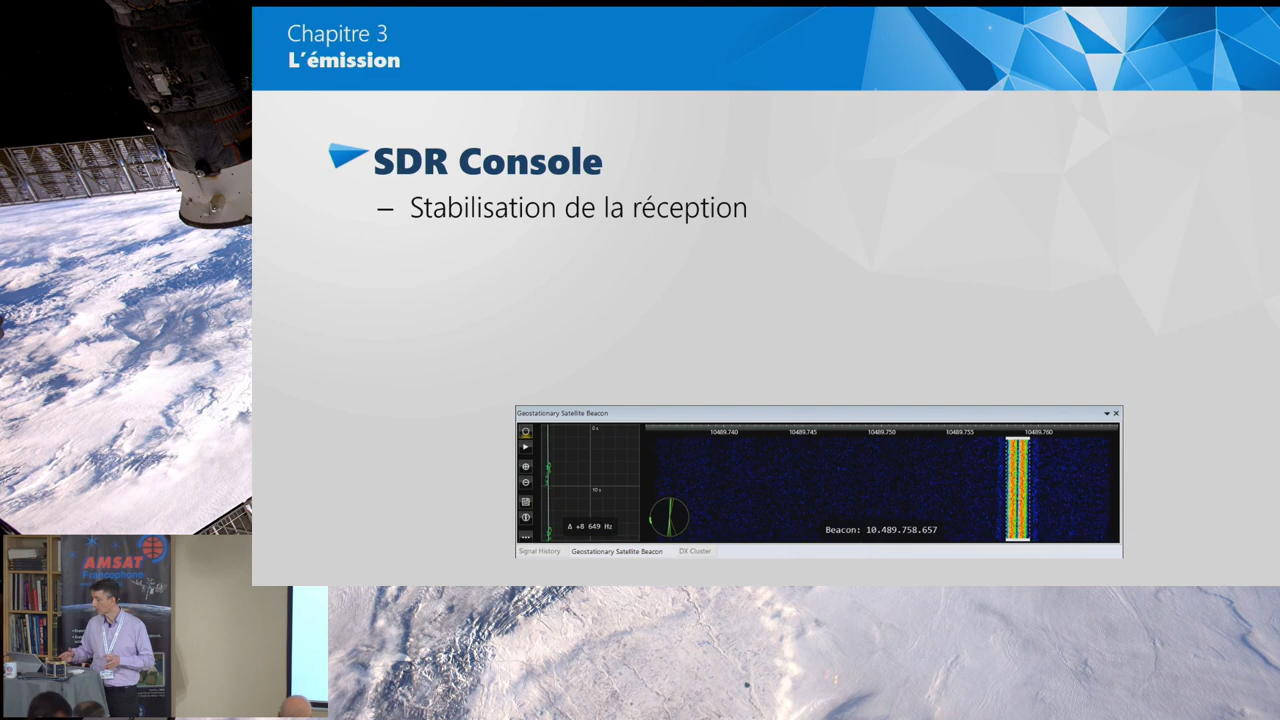 Chapitre 3
L'émission
SDR Console
– Stabilisation de la réception
Geostationary Satellite Beacon
0 s
10489.740 10489.745 10489.750 10489.755 10489.760
10 s
Δ +8 649 Hz
Beacon: 10.489.758.657
Signal History Geostationary Satellite Beacon DX Cluster
AMSAT
Francophone